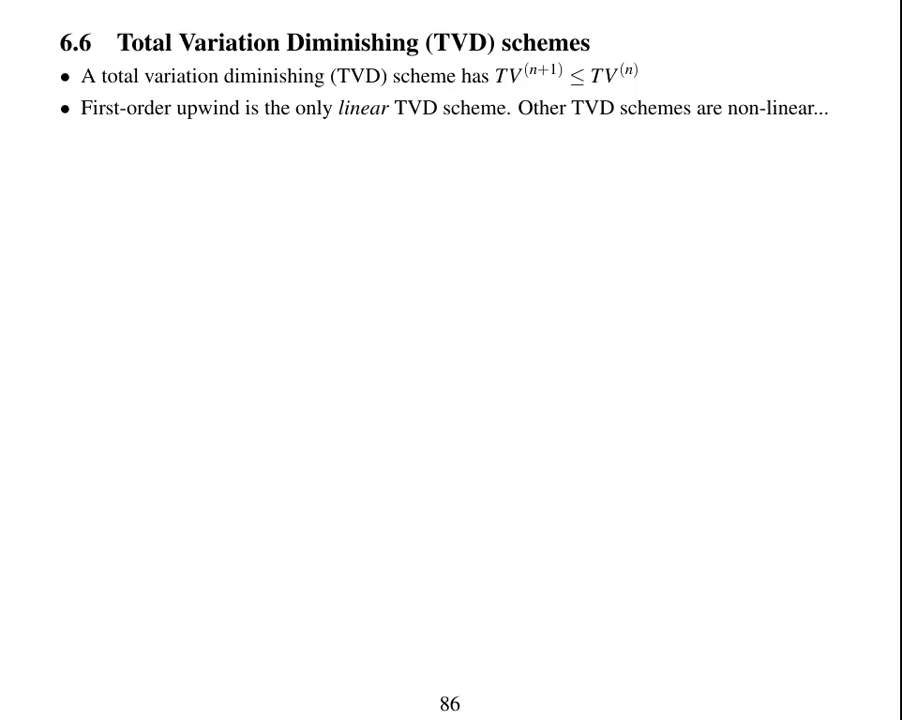 6.6 Total Variation Diminishing (TVD) schemes
• A total variation diminishing (TVD) scheme has TV^(n+1) ≤ TV^(n)
• First-order upwind is the only linear TVD scheme. Other TVD schemes are non-linear...
86